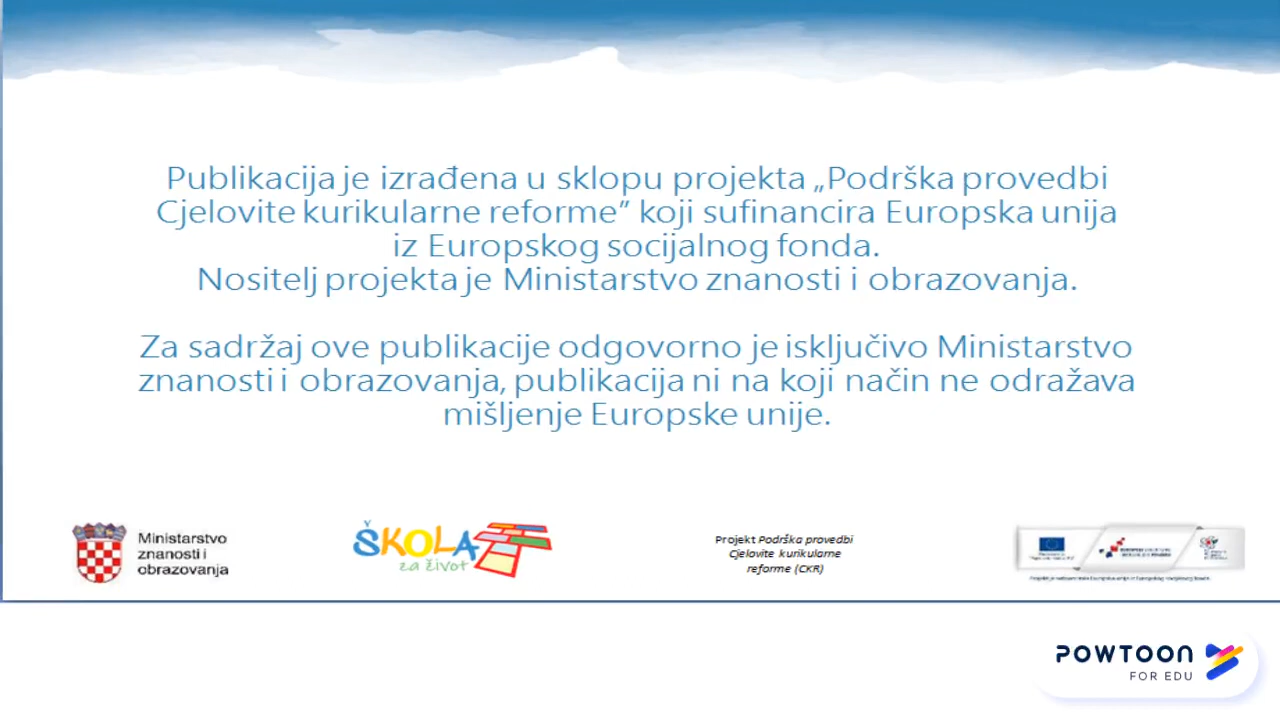 Publikacija je izrađena u sklopu projekta „Podrška provedbi
Cjelovite kurikularne reforme” koji sufinancira Europska unija
iz Europskog socijalnog fonda.
Nositelj projekta je Ministarstvo znanosti i obrazovanja.
Za sadržaj ove publikacije odgovorno je isključivo Ministarstvo
znanosti i obrazovanja, publikacija ni na koji način ne odražava
mišljenje Europske unije.
Ministarstvo
znanosti i
obrazovanja
ŠKOLA
za život
Projekt Podrška provedbi
Cjelovite kurikularne
reforme (CKR)
POWTOON
FOR EDU